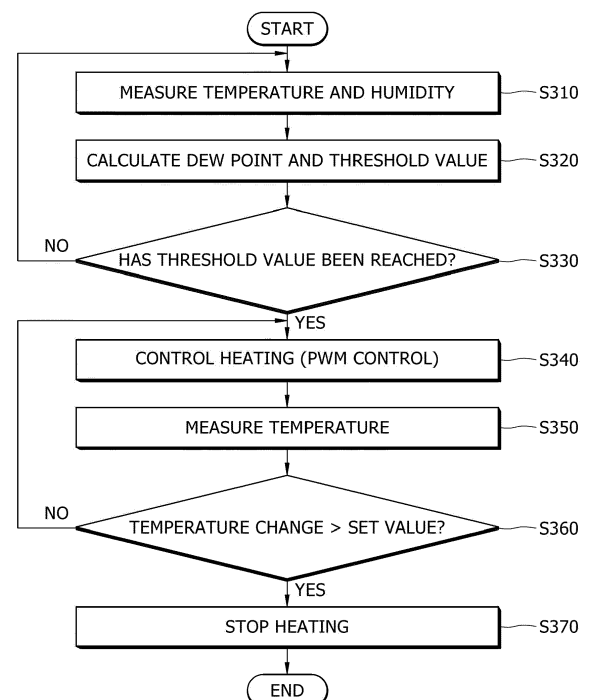 START
MEASURE TEMPERATURE AND HUMIDITY
S310
CALCULATE DEW POINT AND THRESHOLD VALUE
S320
NO
HAS THRESHOLD VALUE BEEN REACHED?
S330
YES
CONTROL HEATING (PWM CONTROL)
S340
MEASURE TEMPERATURE
S350
NO
TEMPERATURE CHANGE > SET VALUE?
S360
YES
STOP HEATING
S370
END